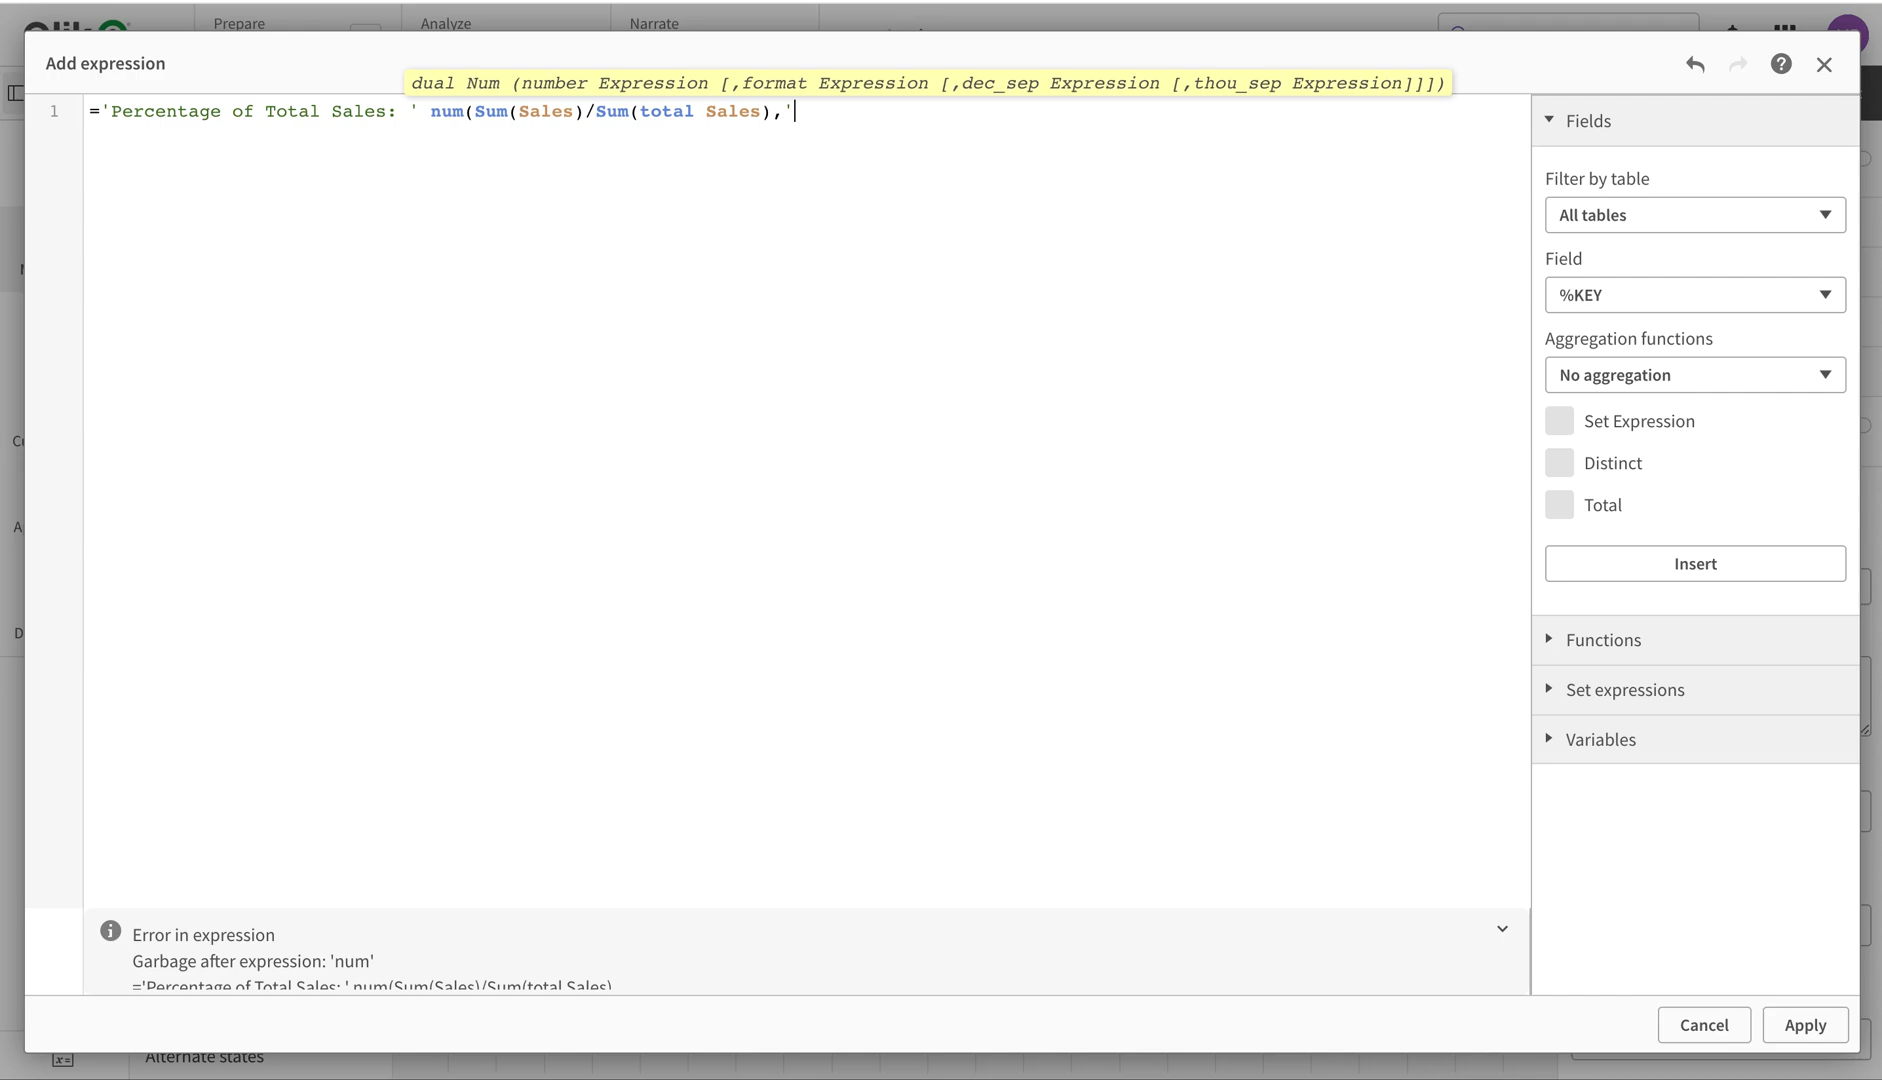 Prepare
Analyze
Narrate
Add expression
dual Num (number Expression [,format Expression [,dec_sep Expression [,thou_sep Expression]]])
1
='Percentage of Total Sales: ' num(Sum(Sales)/Sum(total Sales),'
Fields
Filter by table
All tables
Field
%KEY
Aggregation functions
No aggregation
Set Expression
Distinct
Total
Insert
Functions
Set expressions
Variables
Error in expression
Garbage after expression: 'num'
='Percentage of Total Sales: ' num(Sum(Sales)/Sum(total Sales)
Cancel
Apply
Alternate states